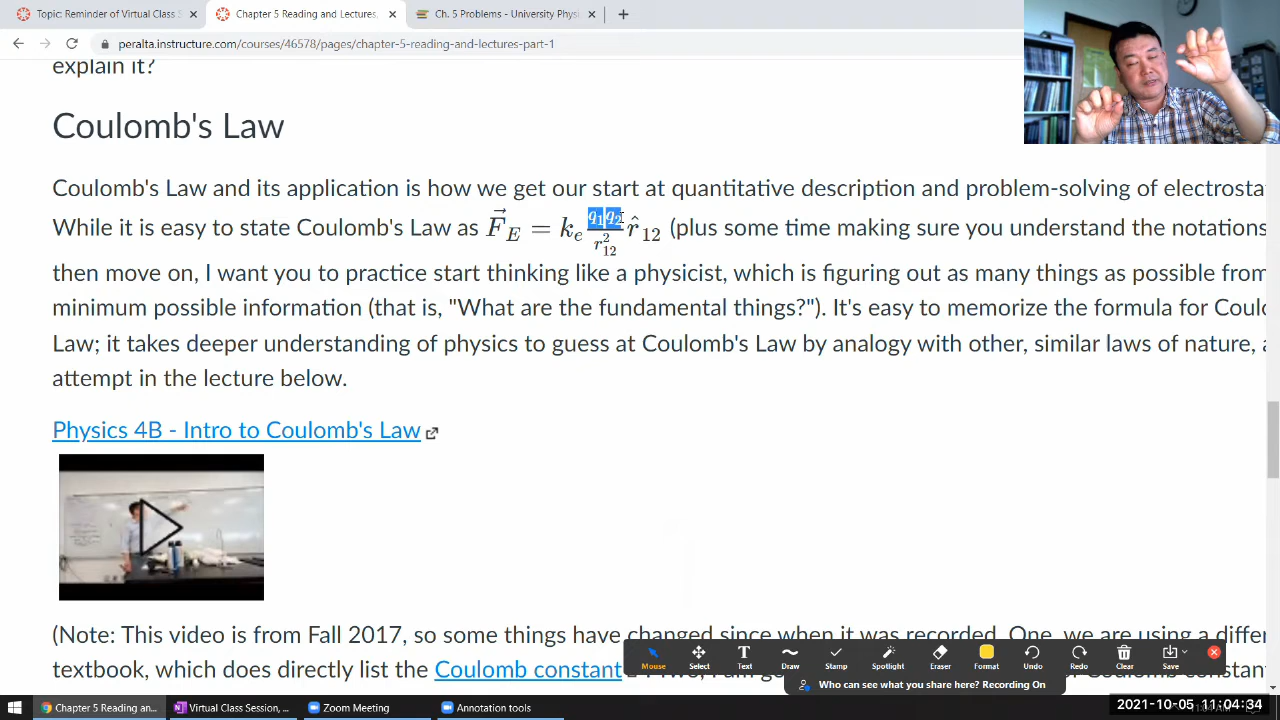 Topic: Reminder of Virtual Class S
Chapter 5 Reading and Lectures,
Ch. 5 Problems - University Physi
peralta.instructure.com/courses/46578/pages/chapter-5-reading-and-lectures-part-1
explain it?
Coulomb's Law
Coulomb's Law and its application is how we get our start at quantitative description and problem-solving of electrosta
While it is easy to state Coulomb's Law as $\vec{F}_E = k_e \frac{q_1 q_2}{r_{12}^2} \hat{r}_{12}$ (plus some time making sure you understand the notations
then move on, I want you to practice start thinking like a physicist, which is figuring out as many things as possible from
minimum possible information (that is, "What are the fundamental things?"). It's easy to memorize the formula for Coulo
Law; it takes deeper understanding of physics to guess at Coulomb's Law by analogy with other, similar laws of nature, a
attempt in the lecture below.
Physics 4B - Intro to Coulomb's Law
(Note: This video is from Fall 2017, so some things have changed since when it was recorded. One, we are using a differ
textbook, which does directly list the Coulomb constant
Mouse
Select
Text
Draw
Stamp
Spotlight
Eraser
Format
Undo
Redo
Clear
Save
Who can see what you share here? Recording On
Chapter 5 Reading an...
Virtual Class Session, ...
Zoom Meeting
Annotation tools
2021-10-05 11:04:34